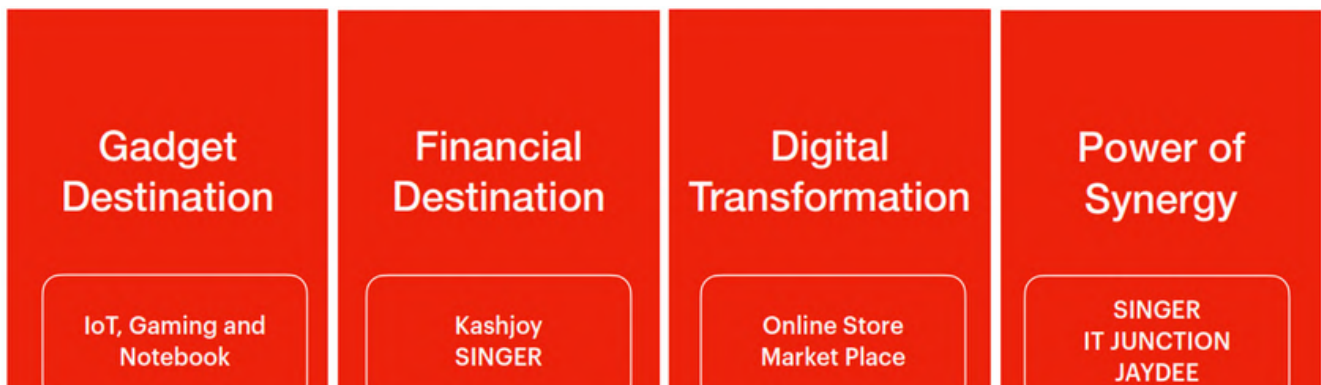 Gadget
Destination
IoT, Gaming and
Notebook
Financial
Destination
Kashjoy
SINGER
Digital
Transformation
Online Store
Market Place
Power of
Synergy
SINGER
IT JUNCTION
JAYDEE